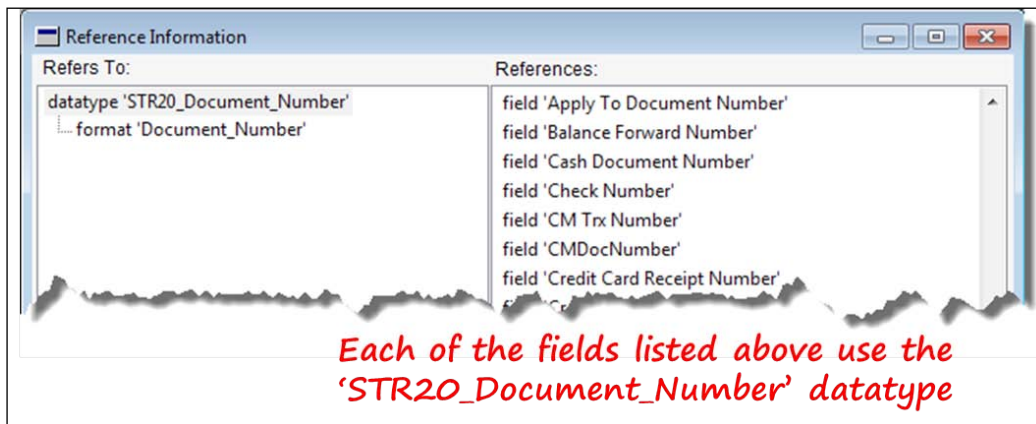 Reference Information
Refers To:
References:
datatype 'STR20_Document_Number'
format 'Document_Number'
field 'Apply To Document Number'
field 'Balance Forward Number'
field 'Cash Document Number'
field 'Check Number'
field 'CM Trx Number'
field 'CMDocNumber'
field 'Credit Card Receipt Number'
Each of the fields listed above use the
‘STR20_Document_Number’ datatype